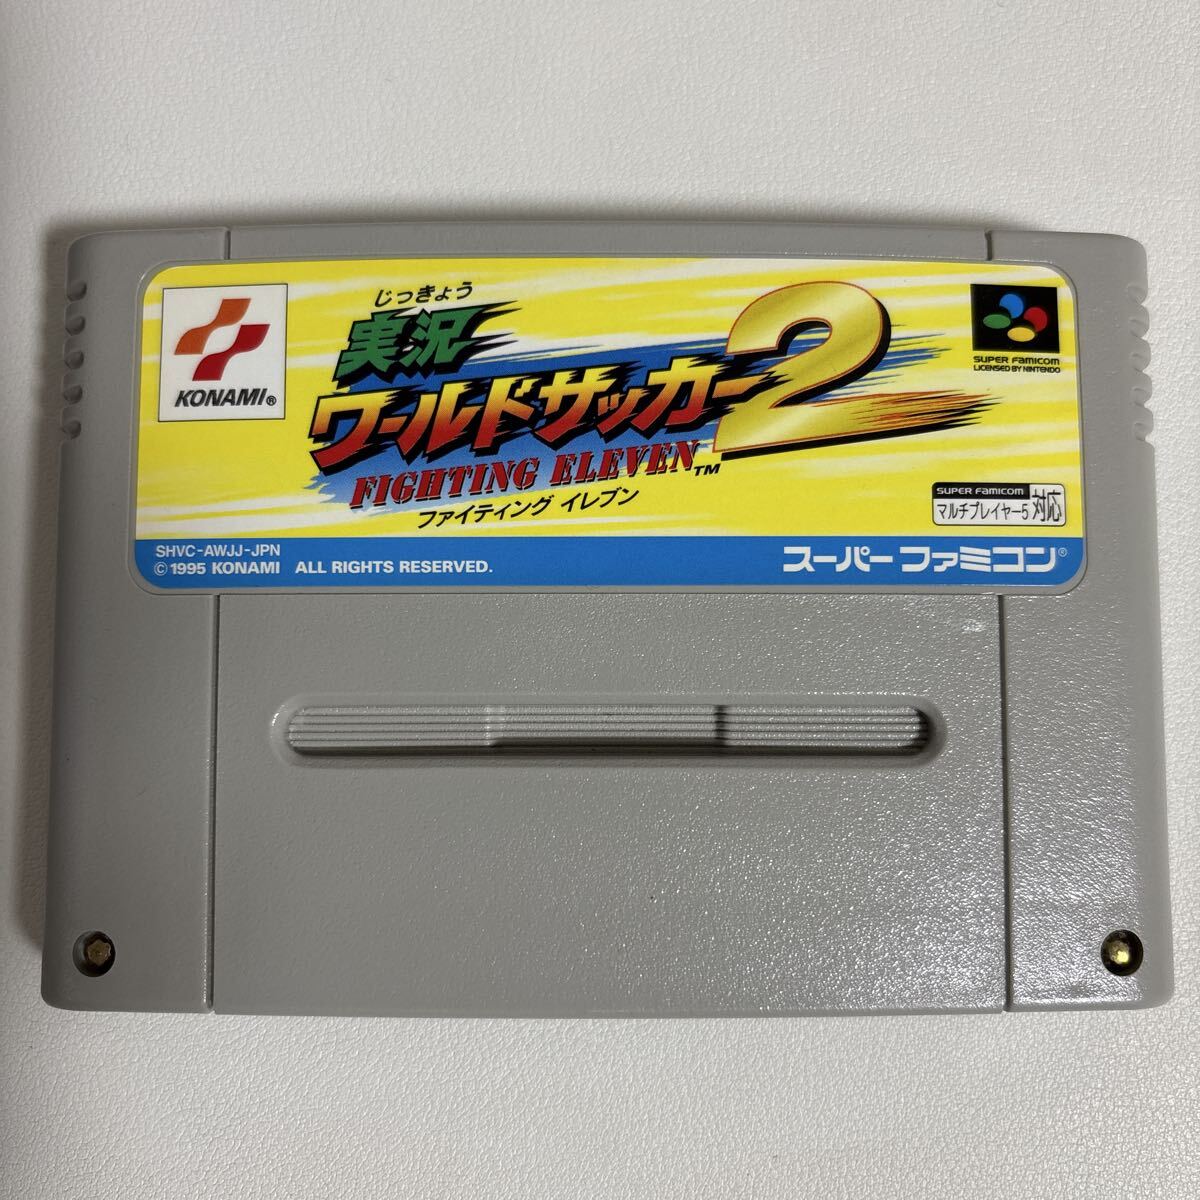 KONAMI®
じっきょう
実況
ワールドサッカー2
FIGHTING ELEVEN™
ファイティング イレブン
SUPER FAMICOM
LICENSED BY NINTENDO
SUPER FAMICOM
マルチプレイヤー5 対応
SHVC-AWJJ-JPN
©1995 KONAMI ALL RIGHTS RESERVED.
スーパーファミコン®